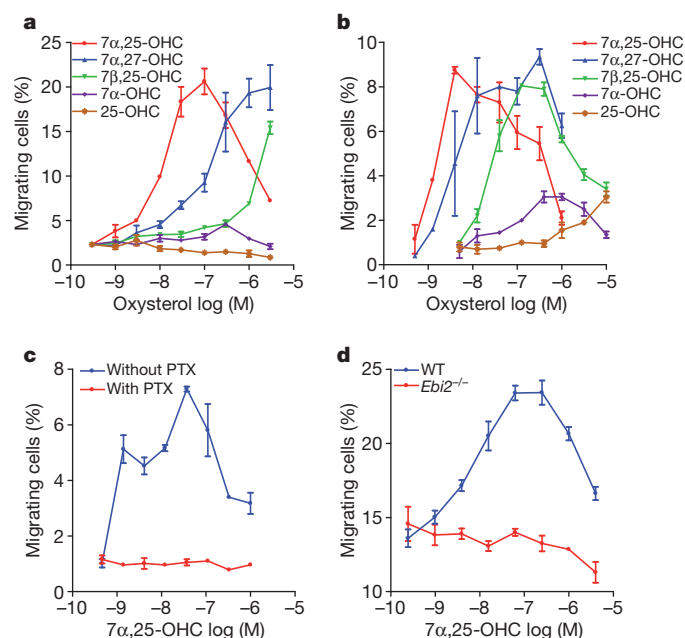 a
7α,25-OHC
7α,27-OHC
7β,25-OHC
7α-OHC
25-OHC
Migrating cells (%)
25
20
15
10
5
0
−10 −9 −8 −7 −6 −5
Oxysterol log (M)
b
7α,25-OHC
7α,27-OHC
7β,25-OHC
7α-OHC
25-OHC
Migrating cells (%)
10
8
6
4
2
0
−10 −9 −8 −7 −6 −5
Oxysterol log (M)
c
Without PTX
With PTX
Migrating cells (%)
8
6
4
2
0
−10 −9 −8 −7 −6 −5
7α,25-OHC log (M)
d
WT
Ebi2−/−
Migrating cells (%)
25
20
15
10
−10 −9 −8 −7 −6 −5
7α,25-OHC log (M)